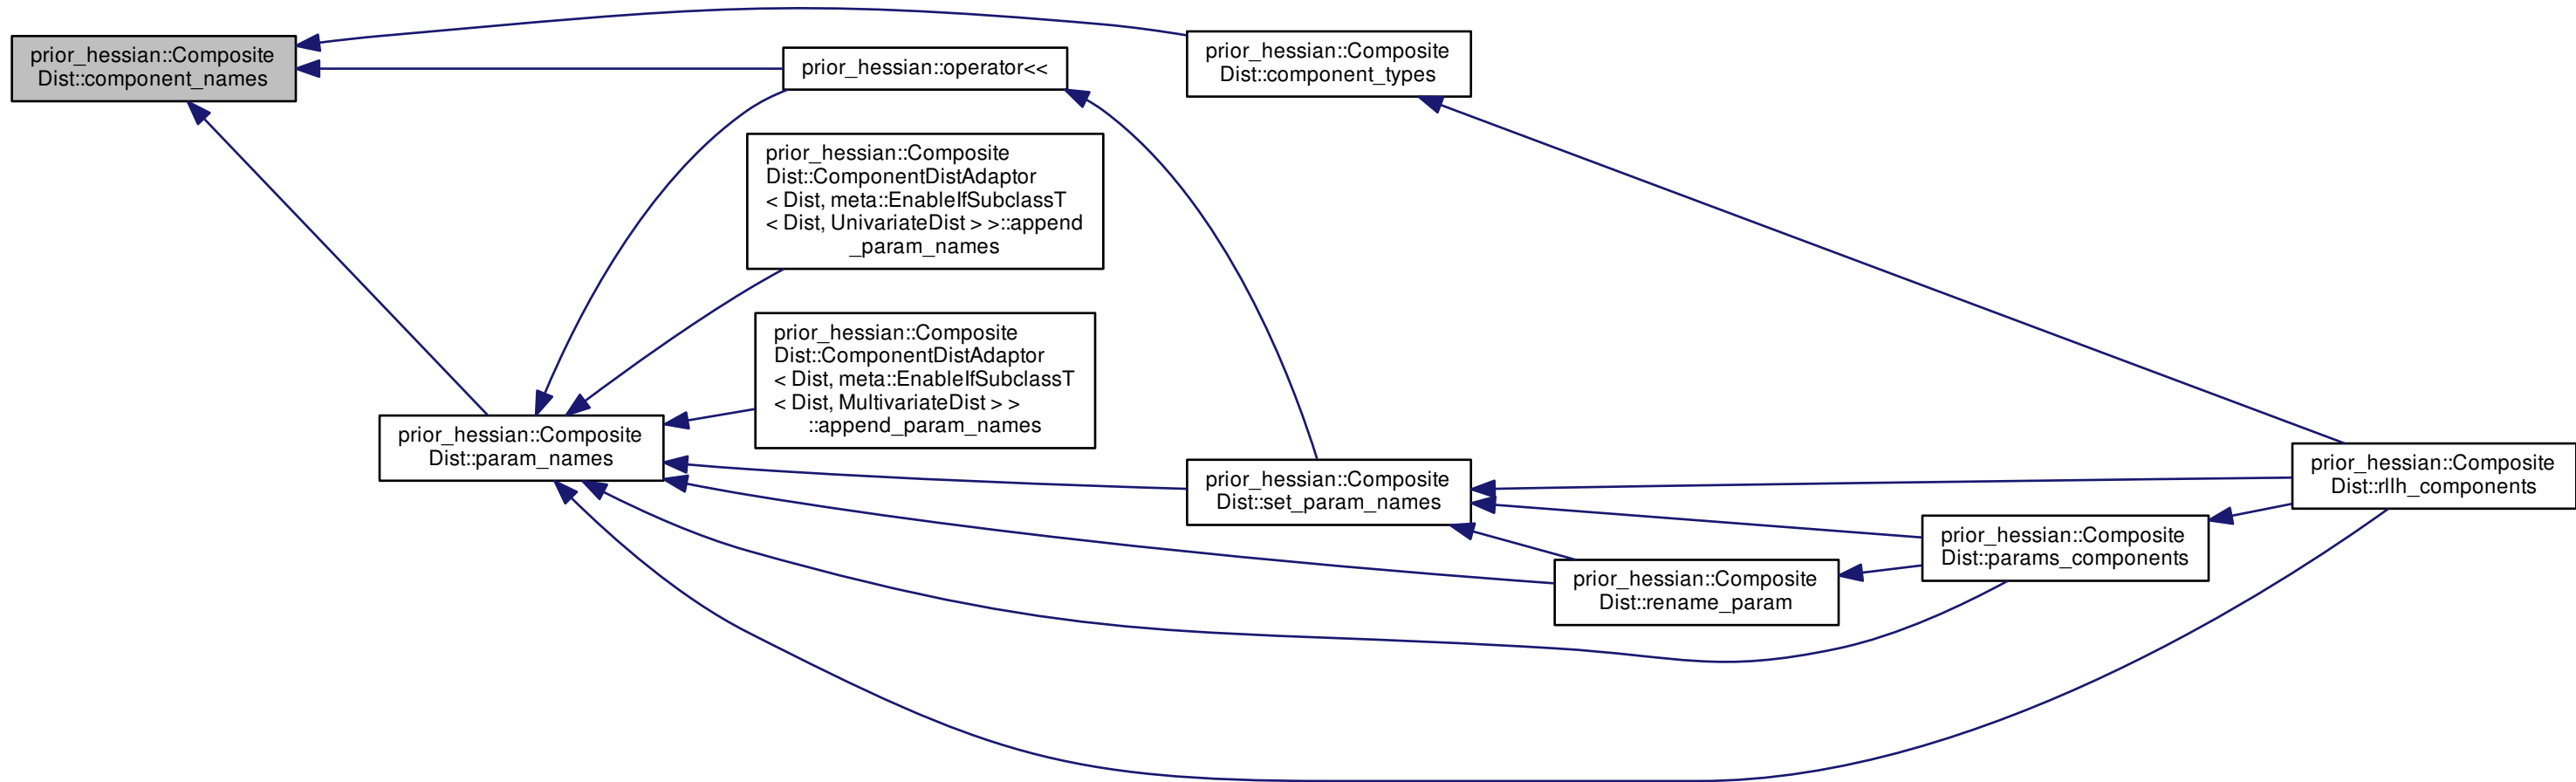 prior_hessian::Composite
Dist::component_names
prior_hessian::operator<<
prior_hessian::Composite
Dist::component_types
prior_hessian::Composite
Dist::ComponentDistAdaptor
< Dist, meta::EnableIfSubclassT
< Dist, UnivariateDist > >::append
_param_names
prior_hessian::Composite
Dist::ComponentDistAdaptor
< Dist, meta::EnableIfSubclassT
< Dist, MultivariateDist > >
::append_param_names
prior_hessian::Composite
Dist::param_names
prior_hessian::Composite
Dist::set_param_names
prior_hessian::Composite
Dist::rename_param
prior_hessian::Composite
Dist::params_components
prior_hessian::Composite
Dist::rllh_components